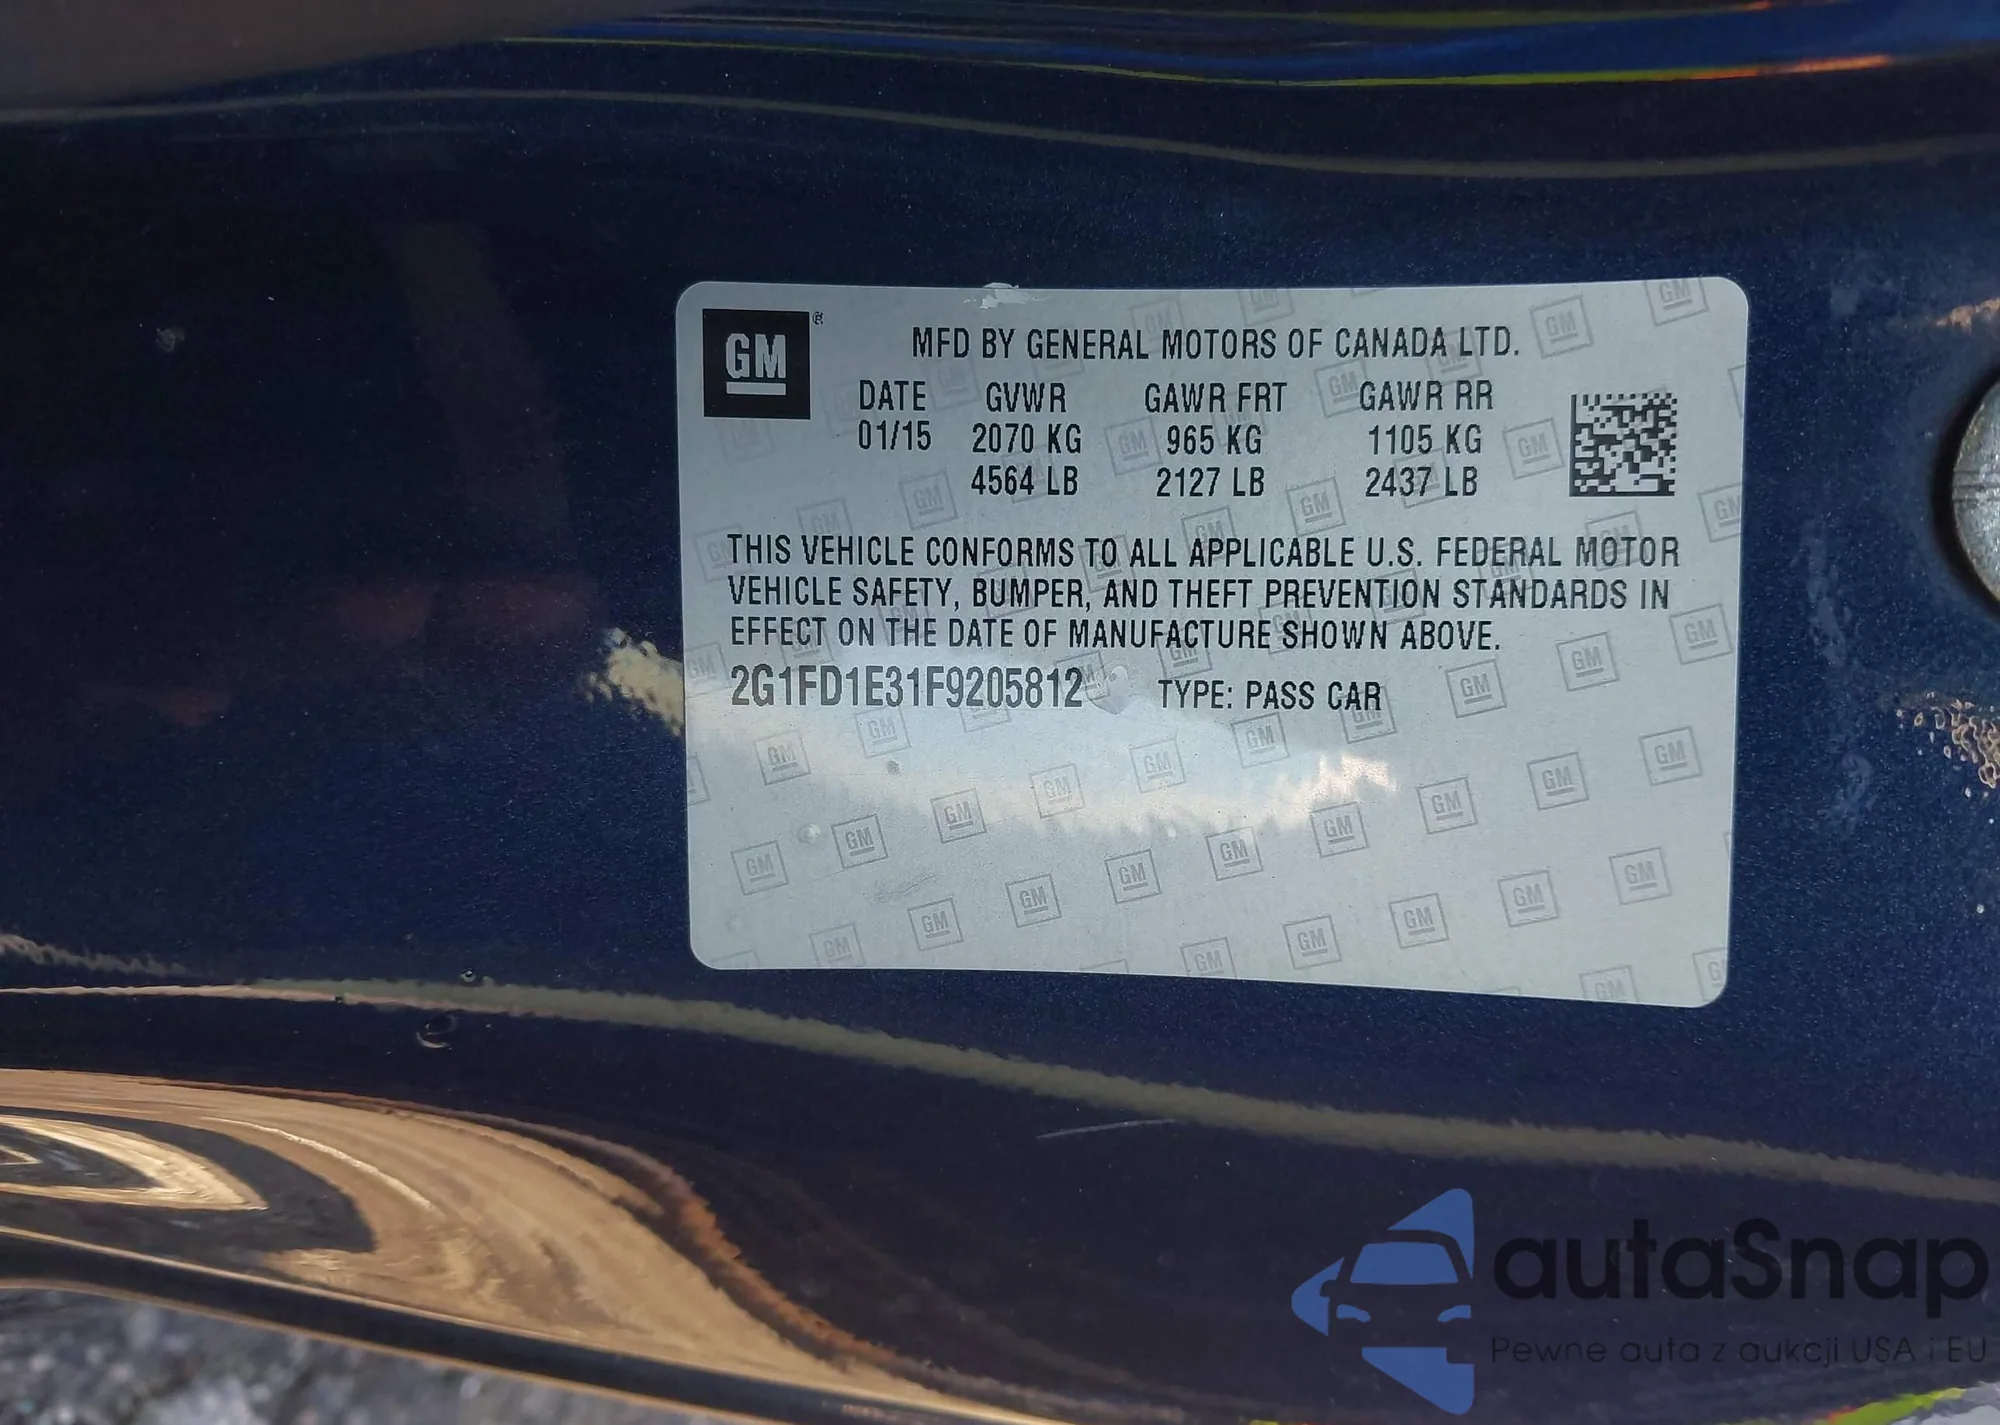 GM ®
MFD BY GENERAL MOTORS OF CANADA LTD.
DATE GVWR GAWR FRT GAWR RR
01/15 2070 KG 965 KG 1105 KG
4564 LB 2127 LB 2437 LB
THIS VEHICLE CONFORMS TO ALL APPLICABLE U.S. FEDERAL MOTOR
VEHICLE SAFETY, BUMPER, AND THEFT PREVENTION STANDARDS IN
EFFECT ON THE DATE OF MANUFACTURE SHOWN ABOVE.
2G1FD1E31F9205812 TYPE: PASS CAR
autaSnap
Pewne auta z aukcji USA i EU